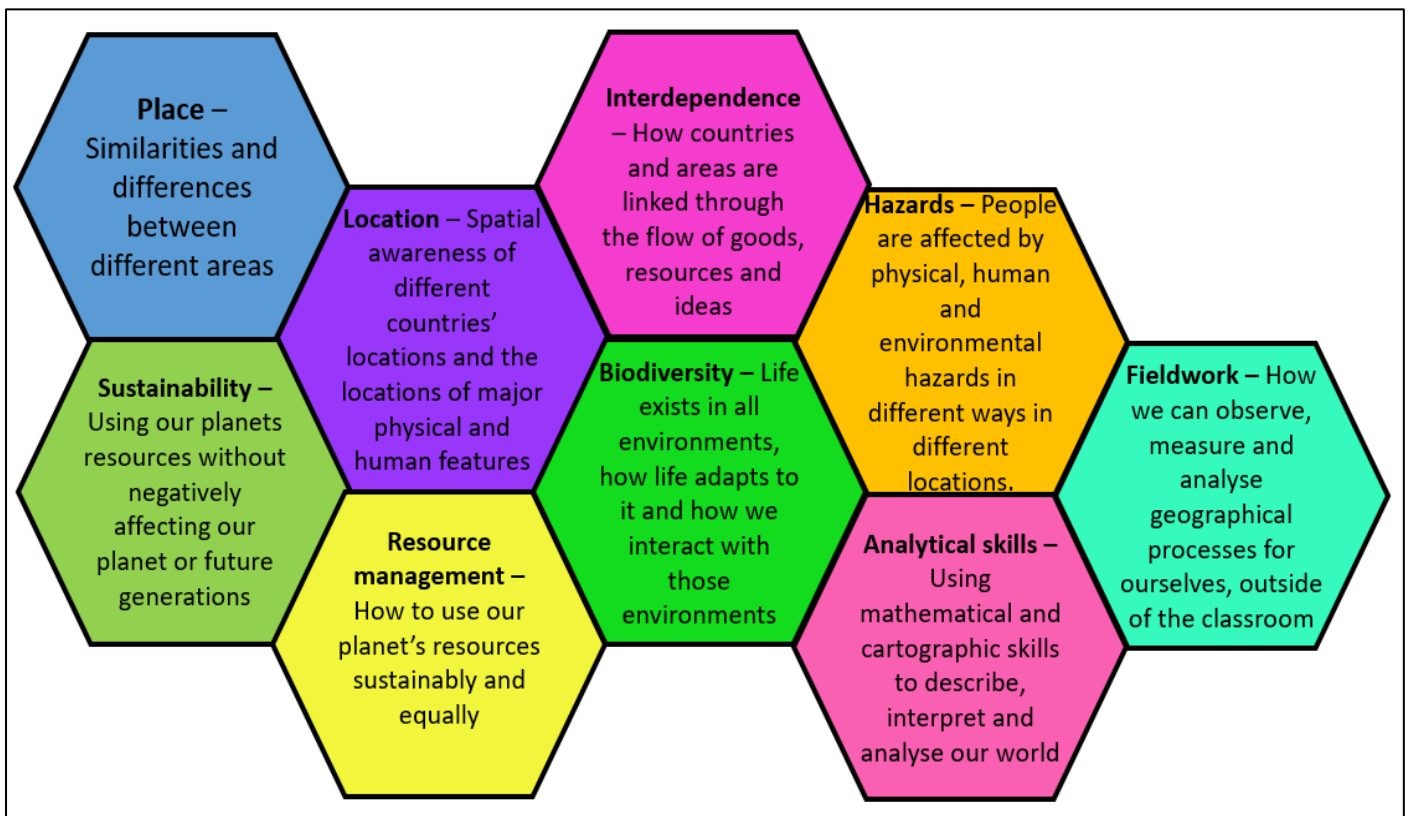 Place –
Similarities and
differences
between
different areas
Sustainability –
Using our planets
resources without
negatively
affecting our
planet or future
generations
Location – Spatial
awareness of
different
countries’
locations and the
locations of major
physical and
human features
Resource
management –
How to use our
planet’s resources
sustainably and
equally
Interdependence
– How countries
and areas are
linked through
the flow of goods,
resources and
ideas
Biodiversity – Life
exists in all
environments,
how life adapts to
it and how we
interact with
those
environments
Hazards – People
are affected by
physical, human
and
environmental
hazards in
different ways in
different
locations.
Analytical skills –
Using
mathematical and
cartographic skills
to describe,
interpret and
analyse our world
Fieldwork – How
we can observe,
measure and
analyse
geographical
processes for
ourselves, outside
of the classroom